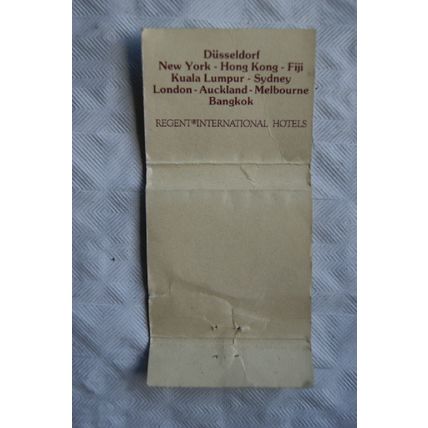 Düsseldorf
New York - Hong Kong - Fiji
Kuala Lumpur - Sydney
London - Auckland - Melbourne
Bangkok
REGENT®INTERNATIONAL HOTELS